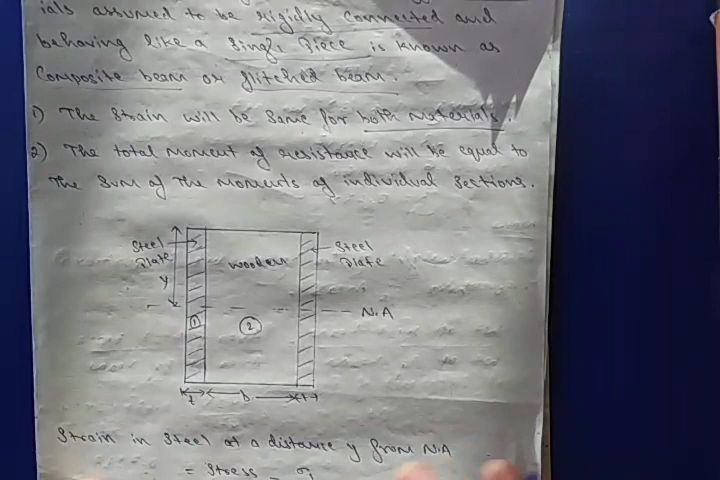 ials assumed to be rigidly connected and
behaving like a single piece is known as
Composite beam or flitched beam.
1) The strain will be same for both materials.
2) The total moment of resistance will be equal to
The sum of the moments of individual sections.
Steel
Plate
y
wooden
Steel
Plate
N.A
1
2
t
b
t
Strain in steel at a distance y from N.A
= Stress = σ1